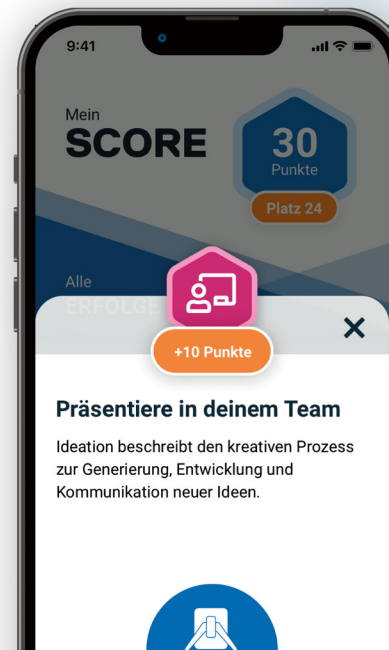 9:41
Mein
SCORE
30
Punkte
Platz 24
Alle
ERFOLGE
+10 Punkte
Präsentiere in deinem Team
Ideation beschreibt den kreativen Prozess
zur Generierung, Entwicklung und
Kommunikation neuer Ideen.